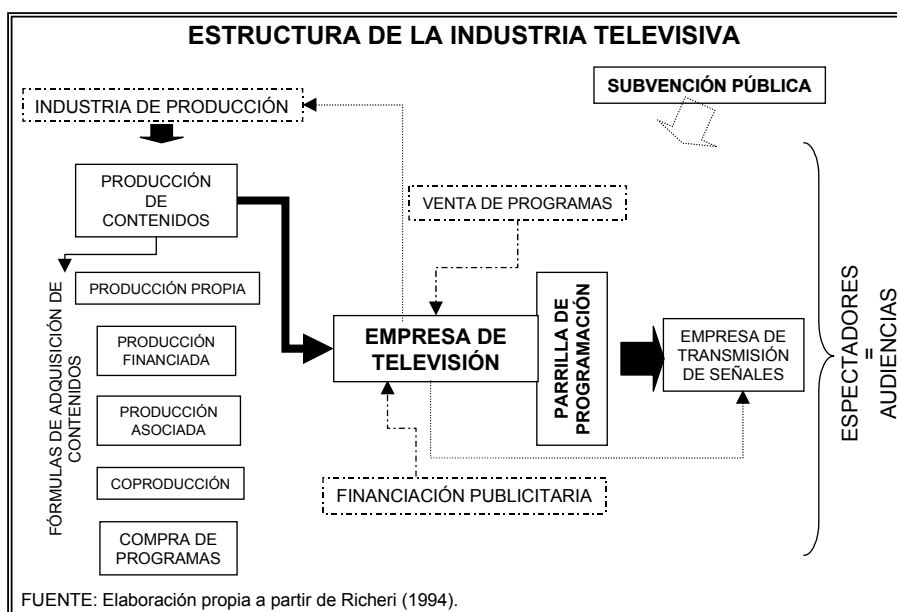 ESTRUCTURA DE LA INDUSTRIA TELEVISIVA
SUBVENCIÓN PÚBLICA
INDUSTRIA DE PRODUCCIÓN
PRODUCCIÓN
DE
CONTENIDOS
VENTA DE PROGRAMAS
FÓRMULAS DE ADQUISICIÓN DE
CONTENIDOS
PRODUCCIÓN PROPIA
PRODUCCIÓN
FINANCIADA
PRODUCCIÓN
ASOCIADA
COPRODUCCIÓN
COMPRA DE
PROGRAMAS
EMPRESA DE
TELEVISIÓN
PARRILLA DE
PROGRAMACIÓN
EMPRESA DE
TRANSMISIÓN
DE SEÑALES
FINANCIACIÓN PUBLICITARIA
ESPECTADORES
=
AUDIENCIAS
FUENTE: Elaboración propia a partir de Richeri (1994).